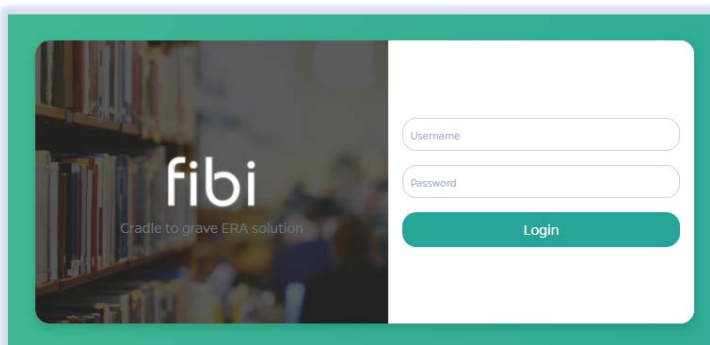 fibi
Cradle to grave ERA solution
Username
Password
Login